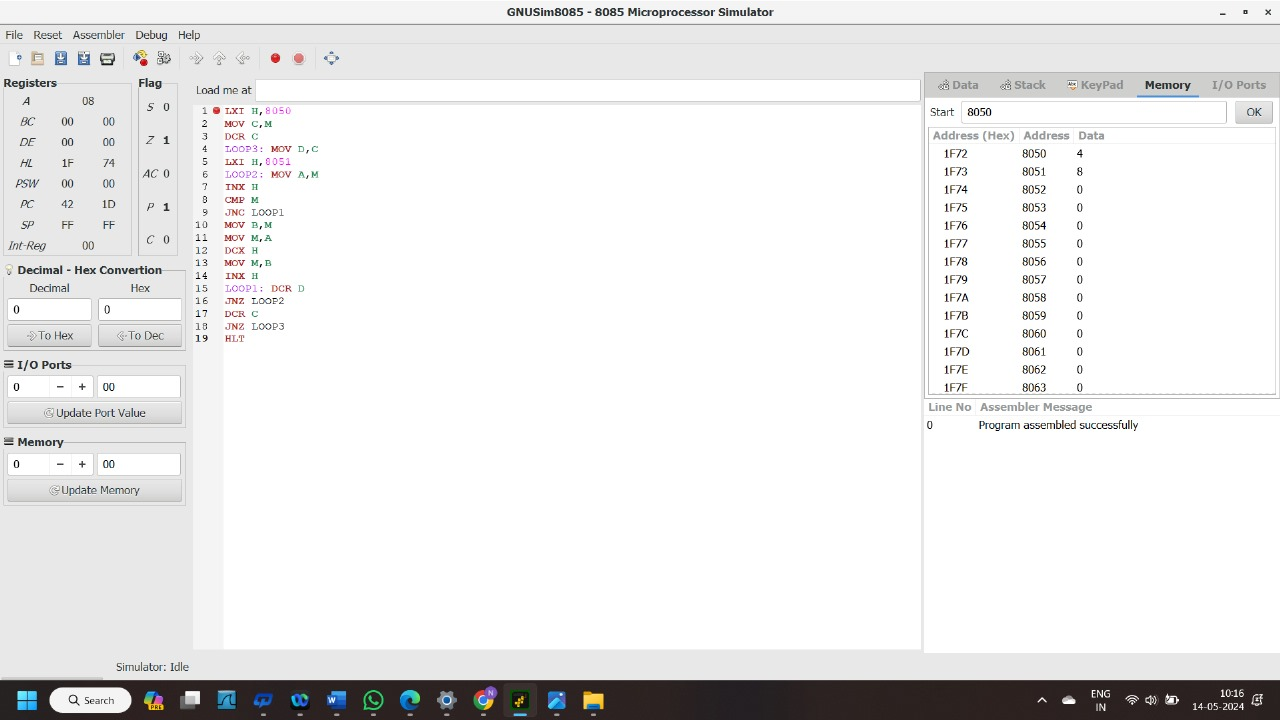 GNUSim8085 - 8085 Microprocessor Simulator
File Reset Assembler Debug Help
Registers
A 08
BC 00 00
DE 00 00
HL 1F 74
PSW 00 00
PC 42 1D
SP FF FF
Int-Reg 00
Flag
S 0
Z 1
AC 0
P 1
C 0
Decimal - Hex Convertion
Decimal Hex
0 0
To Hex To Dec
I/O Ports
0 − + 00
Update Port Value
Memory
0 − + 00
Update Memory
Load me at
1 LXI H,8050
2 MOV C,M
3 DCR C
4 LOOP3: MOV D,C
5 LXI H,8051
6 LOOP2: MOV A,M
7 INX H
8 CMP M
9 JNC LOOP1
10 MOV B,M
11 MOV M,A
12 DCX H
13 MOV M,B
14 INX H
15 LOOP1: DCR D
16 JNZ LOOP2
17 DCR C
18 JNZ LOOP3
19 HLT
Data Stack KeyPad Memory I/O Ports
Start 8050 OK
Address (Hex) Address Data
1F72 8050 4
1F73 8051 8
1F74 8052 0
1F75 8053 0
1F76 8054 0
1F77 8055 0
1F78 8056 0
1F79 8057 0
1F7A 8058 0
1F7B 8059 0
1F7C 8060 0
1F7D 8061 0
1F7E 8062 0
1F7F 8063 0
Line No Assembler Message
0 Program assembled successfully
Simulator: Idle
Search
PRE
W
N
ENG
IN
10:16
14-05-2024